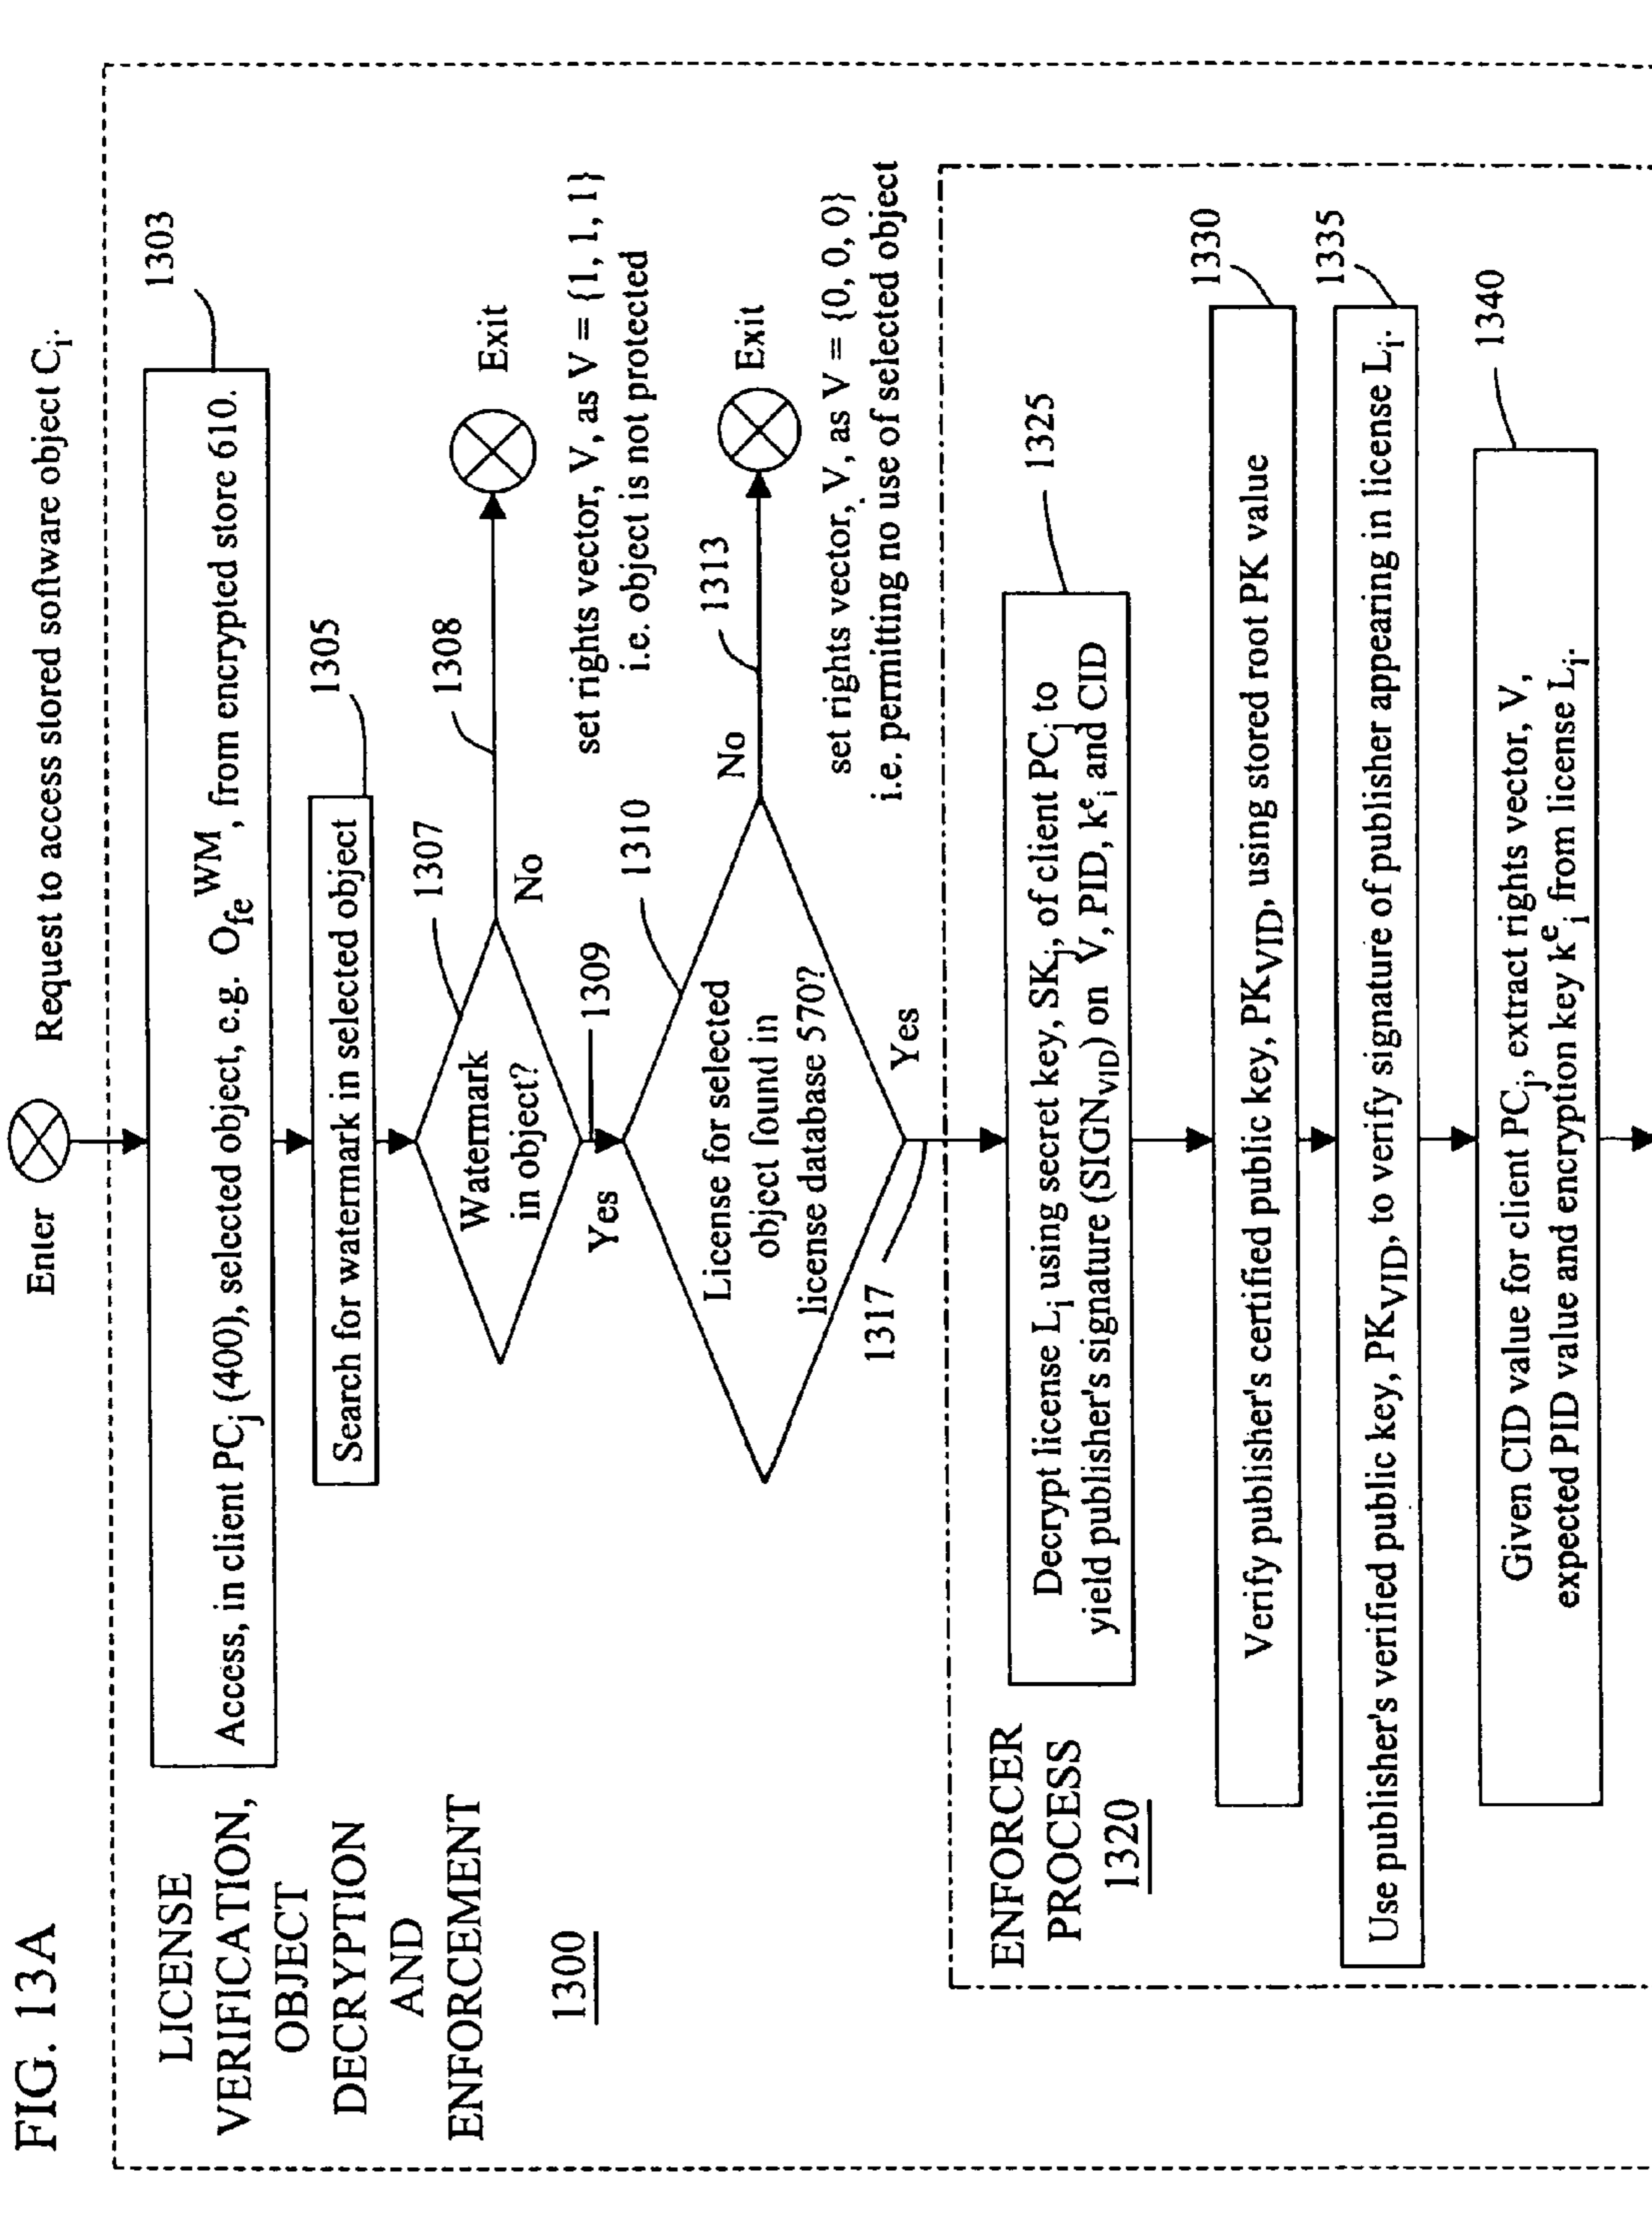 FIG. 13A
Enter
Request to access stored software object Ci.
LICENSE
VERIFICATION,
OBJECT
DECRYPTION
AND
ENFORCEMENT
1300
1303
Access, in client PCj (400), selected object, e.g. Ofe^WM, from encrypted store 610.
1305
Search for watermark in selected object
1307
Watermark
in object?
1308
No
Exit
set rights vector, V, as V = {1, 1, 1}
i.e. object is not protected
Yes
1309
1310
License for selected
object found in
license database 570?
No
1313
Exit
set rights vector, V, as V = {0, 0, 0}
i.e. permitting no use of selected object
1317
Yes
ENFORCER
PROCESS
1320
1325
Decrypt license Li using secret key, SKj, of client PCj to
yield publisher's signature (SIGNVID) on V, PID, k^e i and CID
1330
Verify publisher's certified public key, PKVID, using stored root PK value
1335
Use publisher's verified public key, PKVID, to verify signature of publisher appearing in license Li.
1340
Given CID value for client PCj, extract rights vector, V,
expected PID value and encryption key k^e i from license Li.